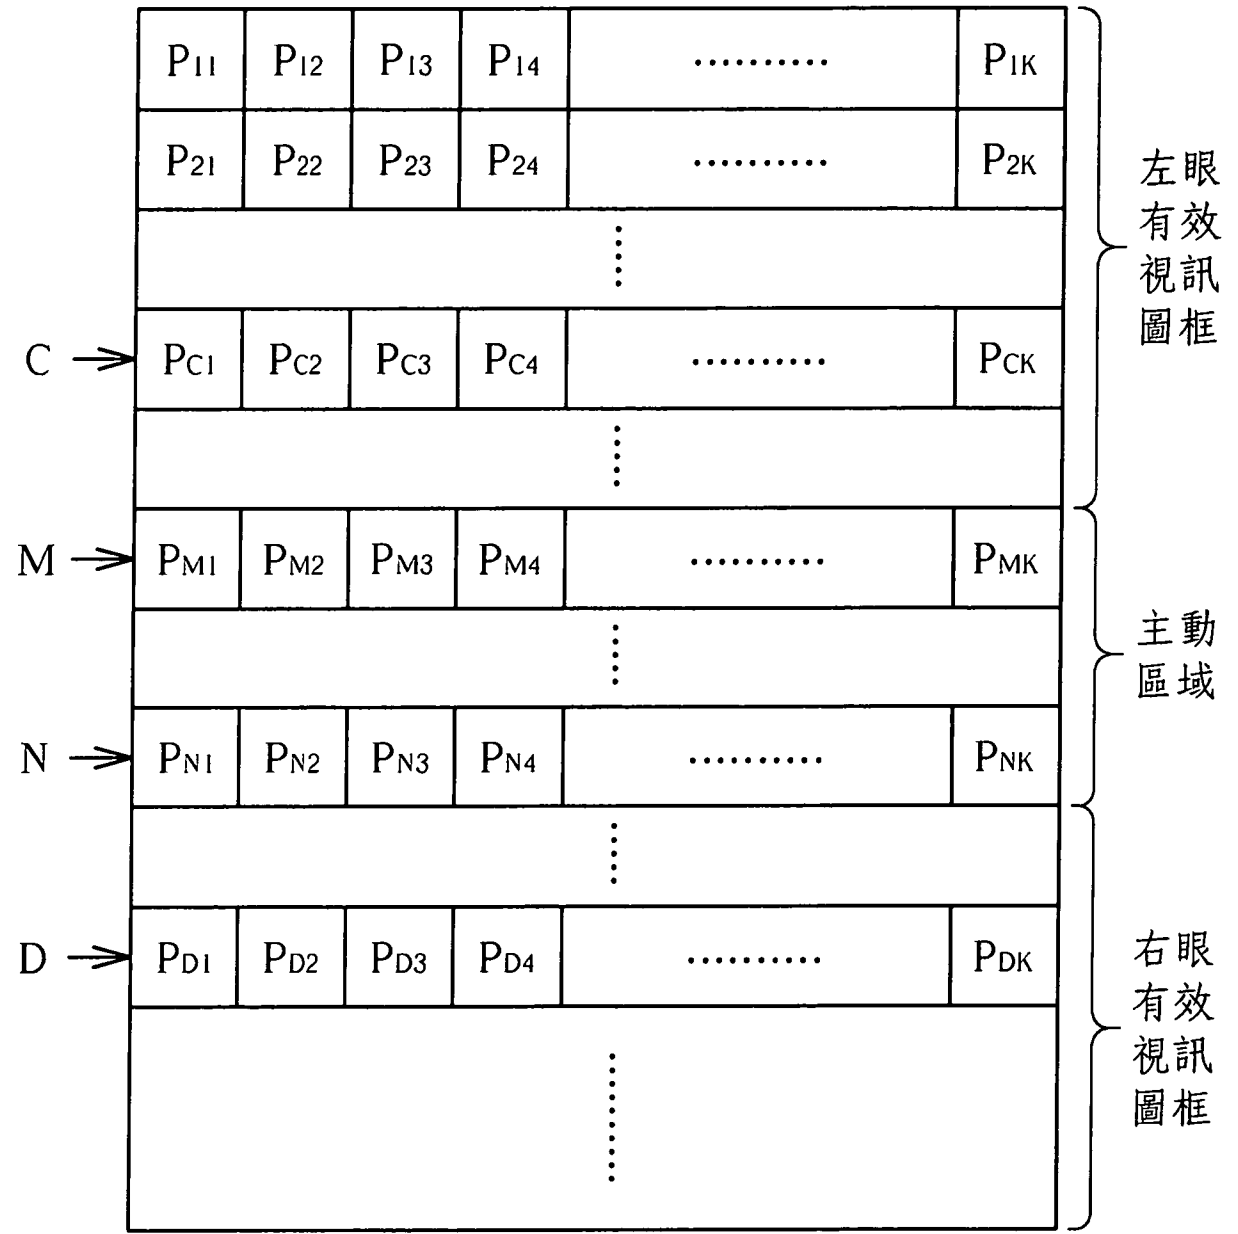 P11 P12 P13 P14 .......... P1K
P21 P22 P23 P24 .......... P2K
左眼
有效
視訊
圖框
C PC1 PC2 PC3 PC4 .......... PCK
M PM1 PM2 PM3 PM4 .......... PMK
主動
區域
N PN1 PN2 PN3 PN4 .......... PNK
D PD1 PD2 PD3 PD4 .......... PDK
右眼
有效
視訊
圖框